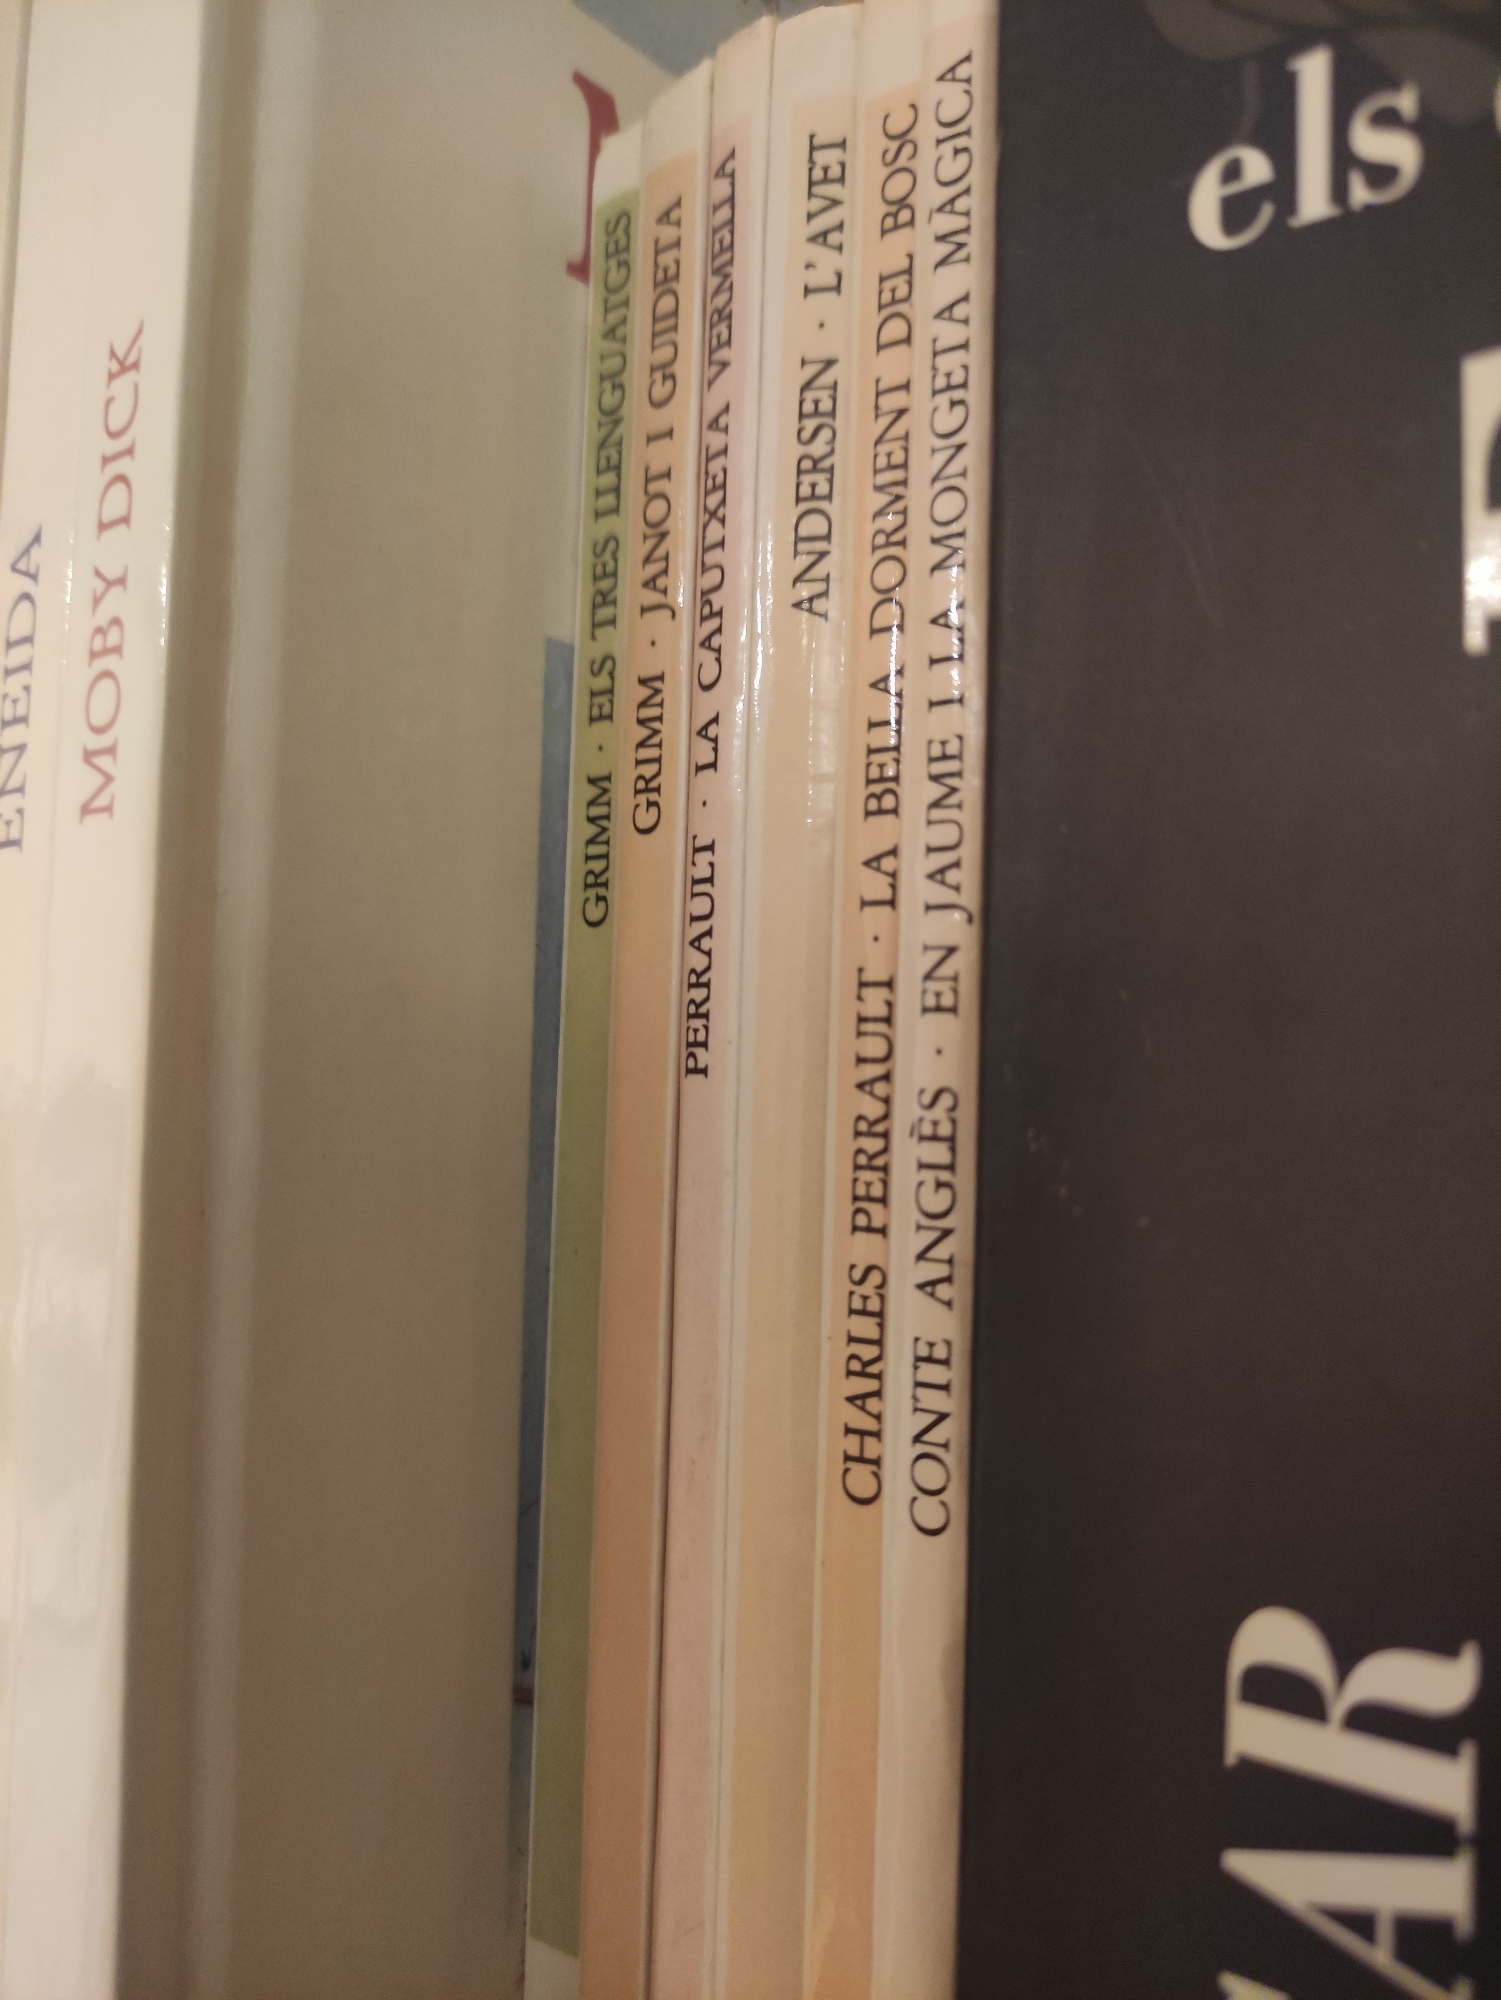 ENEIDA
MOBY DICK
GRIMM · ELS TRES LLENGUATGES
GRIMM · JANOT I GUIDETA
PERRAULT · LA CAPUTXETA VERMELLA
ANDERSEN · L'AVET
CHARLES PERRAULT · LA BELLA DORMENT DEL BOSC
CONTE ANGLÈS · EN JAUME I LA MONGETA MÀGICA
els